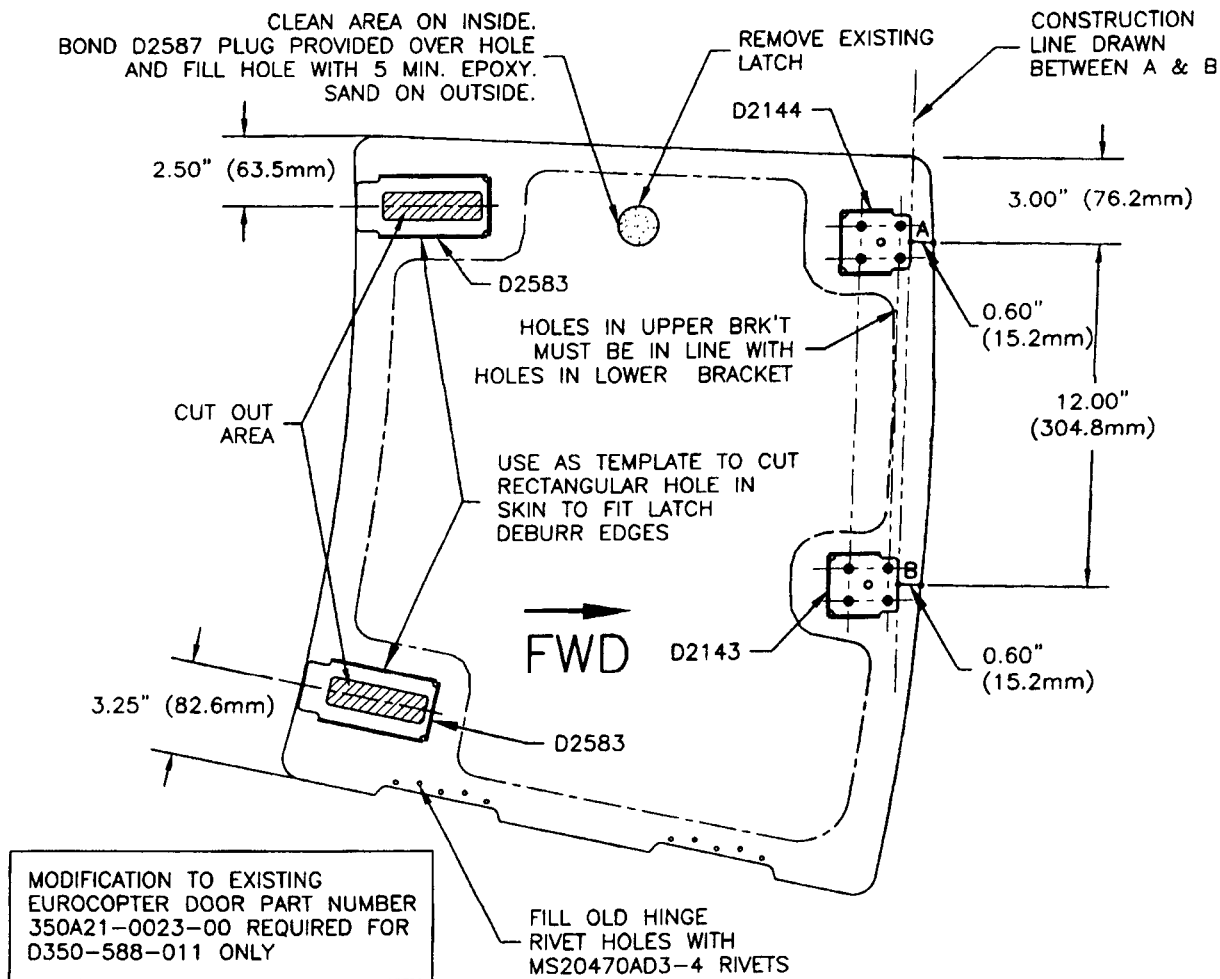 CLEAN AREA ON INSIDE.
BOND D2587 PLUG PROVIDED OVER HOLE
AND FILL HOLE WITH 5 MIN. EPOXY.
SAND ON OUTSIDE.
REMOVE EXISTING
LATCH
CONSTRUCTION
LINE DRAWN
BETWEEN A & B
D2144
2.50" (63.5mm)
3.00" (76.2mm)
A
D2583
0.60"
(15.2mm)
HOLES IN UPPER BRK'T
MUST BE IN LINE WITH
HOLES IN LOWER BRACKET
12.00"
(304.8mm)
CUT OUT
AREA
USE AS TEMPLATE TO CUT
RECTANGULAR HOLE IN
SKIN TO FIT LATCH
DEBURR EDGES
B
FWD
D2143
0.60"
(15.2mm)
3.25" (82.6mm)
D2583
MODIFICATION TO EXISTING
EUROCOPTER DOOR PART NUMBER
350A21-0023-00 REQUIRED FOR
D350-588-011 ONLY
FILL OLD HINGE
RIVET HOLES WITH
MS20470AD3-4 RIVETS